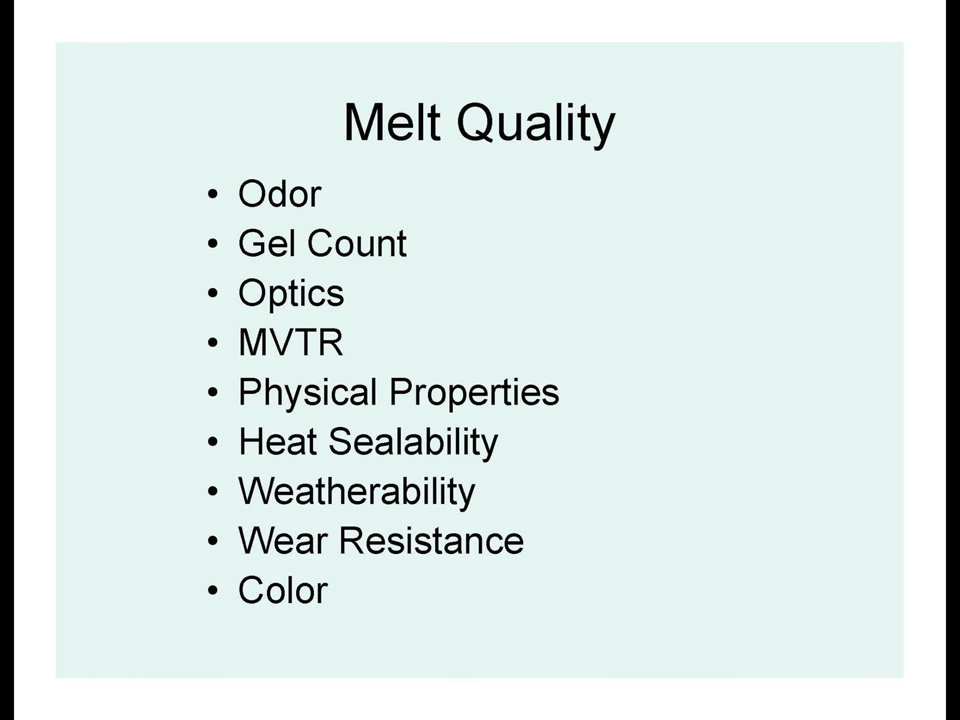 Melt Quality
• Odor
• Gel Count
• Optics
• MVTR
• Physical Properties
• Heat Sealability
• Weatherability
• Wear Resistance
• Color